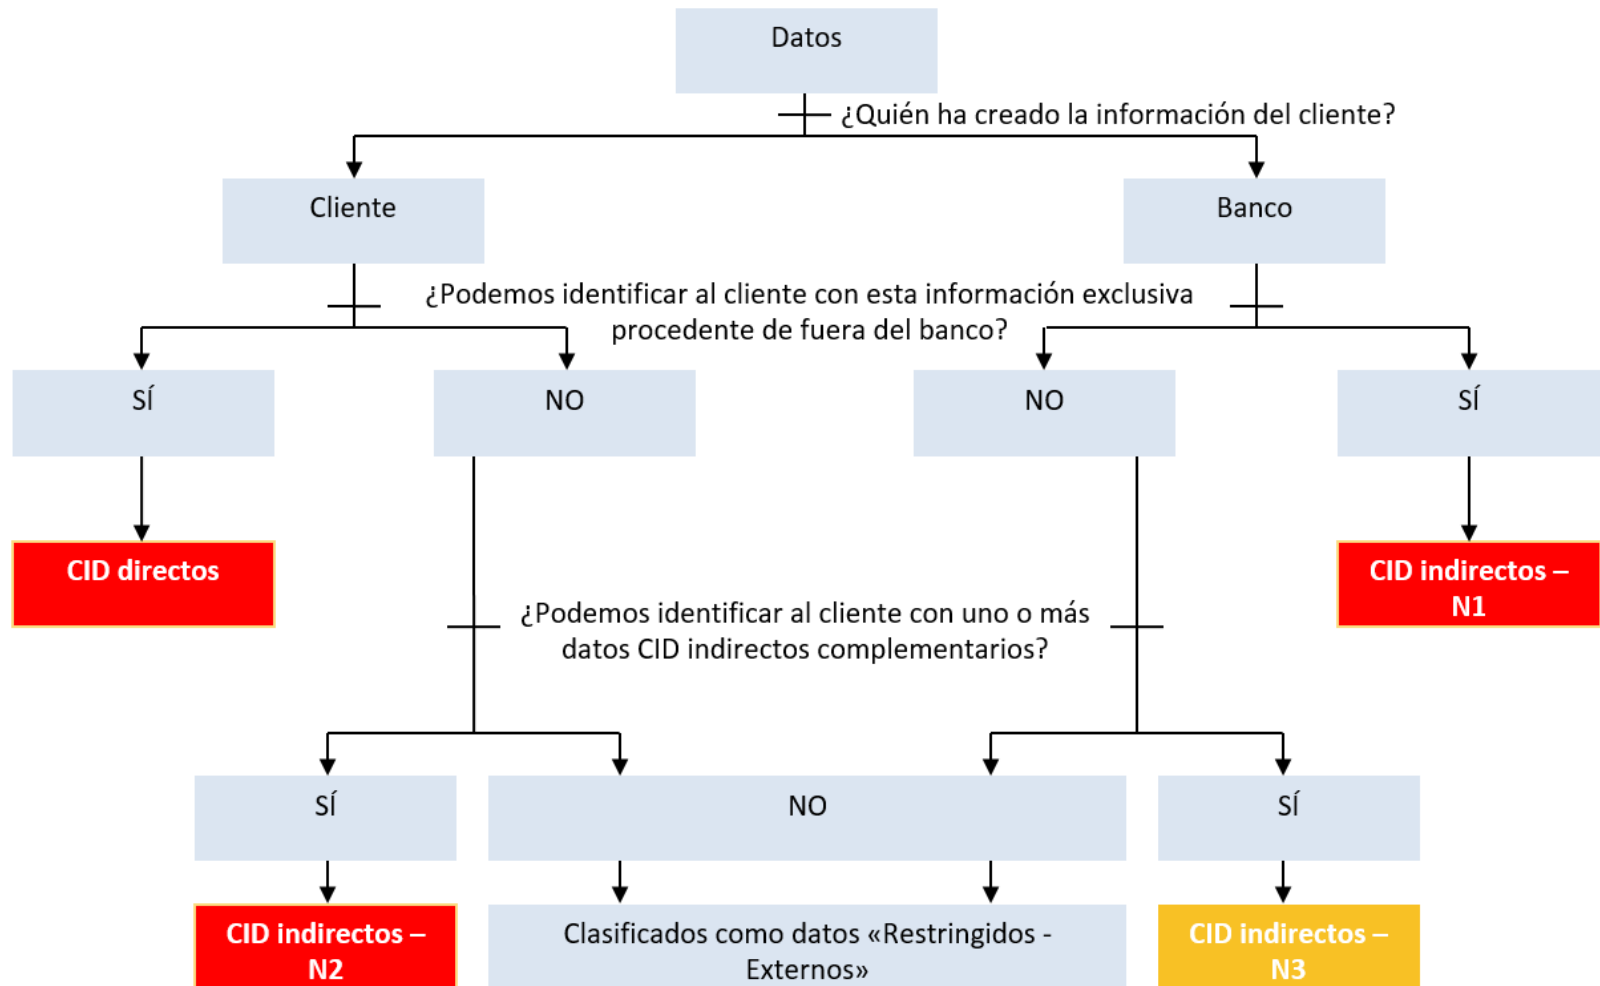 Datos
¿Quién ha creado la información del cliente?
Cliente
Banco
¿Podemos identificar al cliente con esta información exclusiva
procedente de fuera del banco?
SÍ
NO
NO
SÍ
CID directos
CID indirectos –
N1
¿Podemos identificar al cliente con uno o más
datos CID indirectos complementarios?
SÍ
NO
SÍ
CID indirectos –
N2
Clasificados como datos «Restringidos -
Externos»
CID indirectos –
N3